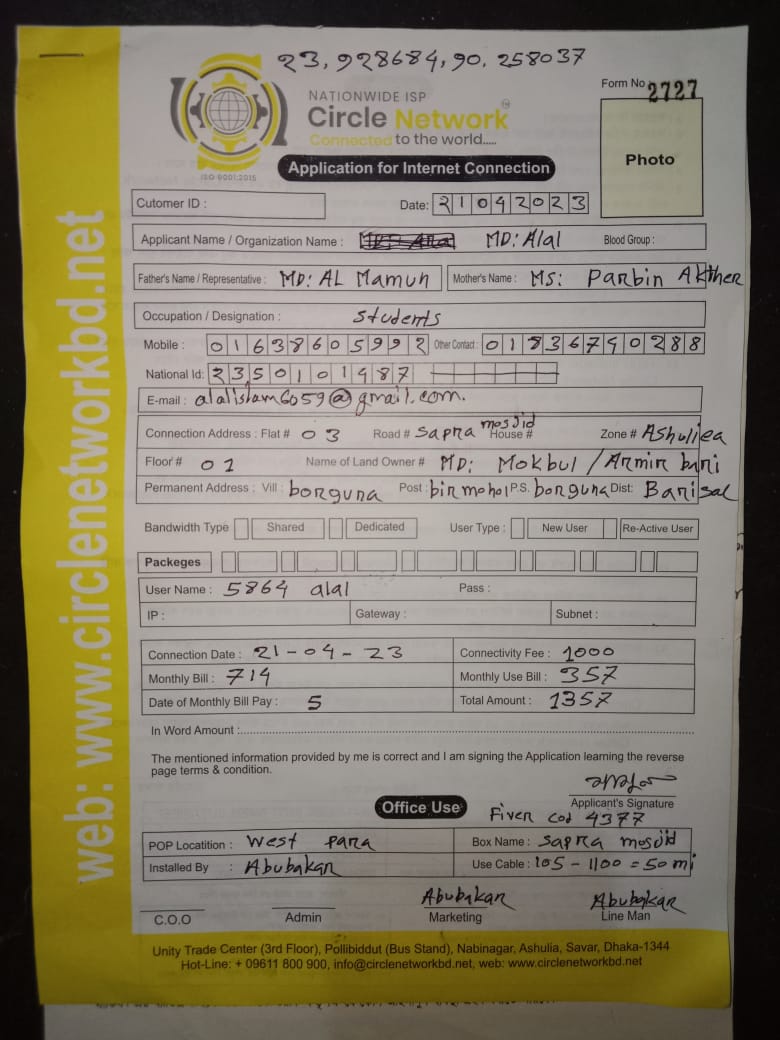 23, 928684, 90. 258037
Form No 2727
NATIONWIDE ISP
Circle Network
TM
Connected to the world.....
ISO 9001:2015
Application for Internet Connection
Photo
Cutomer ID :
Date: 21042023
Applicant Name / Organization Name : MD: Alal Blood Group :
Father's Name / Representative : MD: AL Mamun Mother's Name : Ms: Parbin Akther
Occupation / Designation : Students
Mobile : 01638605992 Other Contact : 01836740288
National Id: 2350101487
E-mail : alalislam6059@gmail.com.
Connection Address : Flat # 03 Road # Sapra mosjid House # Zone # Ashuliea
Floor # 01 Name of Land Owner # MD: Mokbul / Armin bari
Permanent Address : Vill : borguna Post : birmohol P.S. borguna Dist: Barisal
Bandwidth Type Shared Dedicated User Type : New User Re-Active User
Packeges
User Name : 5864 alal Pass :
IP : Gateway : Subnet :
Connection Date : 21-04-23 Connectivity Fee : 1000
Monthly Bill : 714 Monthly Use Bill : 357
Date of Monthly Bill Pay : 5 Total Amount : 1357
In Word Amount :
The mentioned information provided by me is correct and I am signing the Application learning the reverse
page terms & condition.
Applicant's Signature
Office Use
Fiver Cod 4377
POP Locatition : West para Box Name : Sapra mosjid
Installed By : Abubakar Use Cable : 105 - 1100 = 50 mi
Abubakar Abubakar
C.O.O Admin Marketing Line Man
Unity Trade Center (3rd Floor), Pollibiddut (Bus Stand), Nabinagar, Ashulia, Savar, Dhaka-1344
Hot-Line: + 09611 800 900, info@circlenetworkbd.net, web: www.circlenetworkbd.net
web: www.circlenetworkbd.net